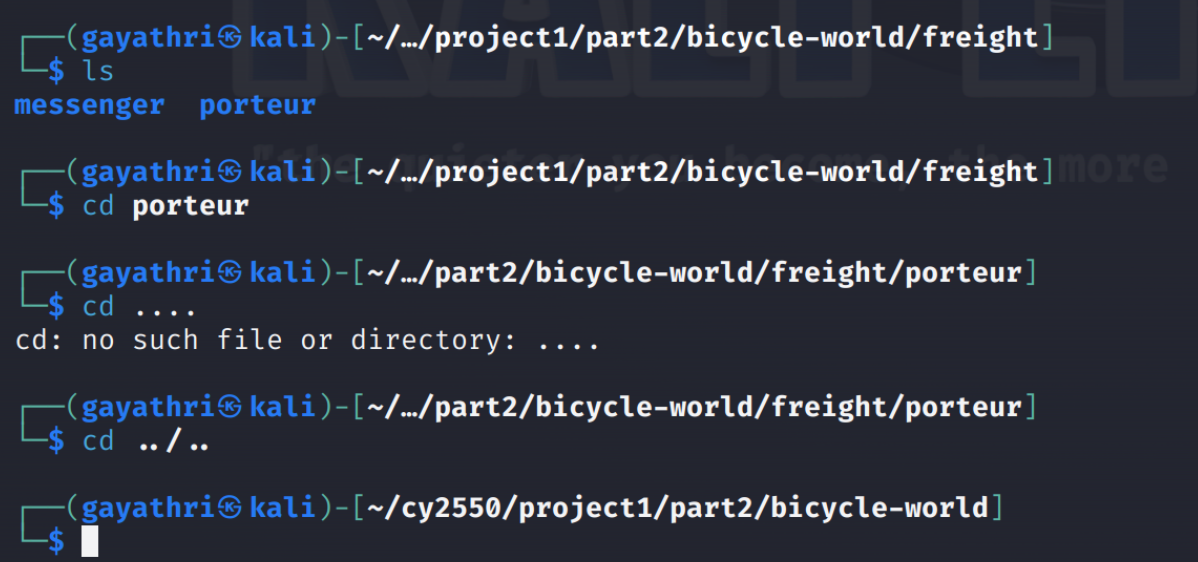 ┌──(gayathri㉿kali)-[~/…/project1/part2/bicycle-world/freight]
└─$ ls
messenger  porteur
┌──(gayathri㉿kali)-[~/…/project1/part2/bicycle-world/freight]
└─$ cd porteur
┌──(gayathri㉿kali)-[~/…/part2/bicycle-world/freight/porteur]
└─$ cd ....
cd: no such file or directory: ....
┌──(gayathri㉿kali)-[~/…/part2/bicycle-world/freight/porteur]
└─$ cd ../..
┌──(gayathri㉿kali)-[~/cy2550/project1/part2/bicycle-world]
└─$